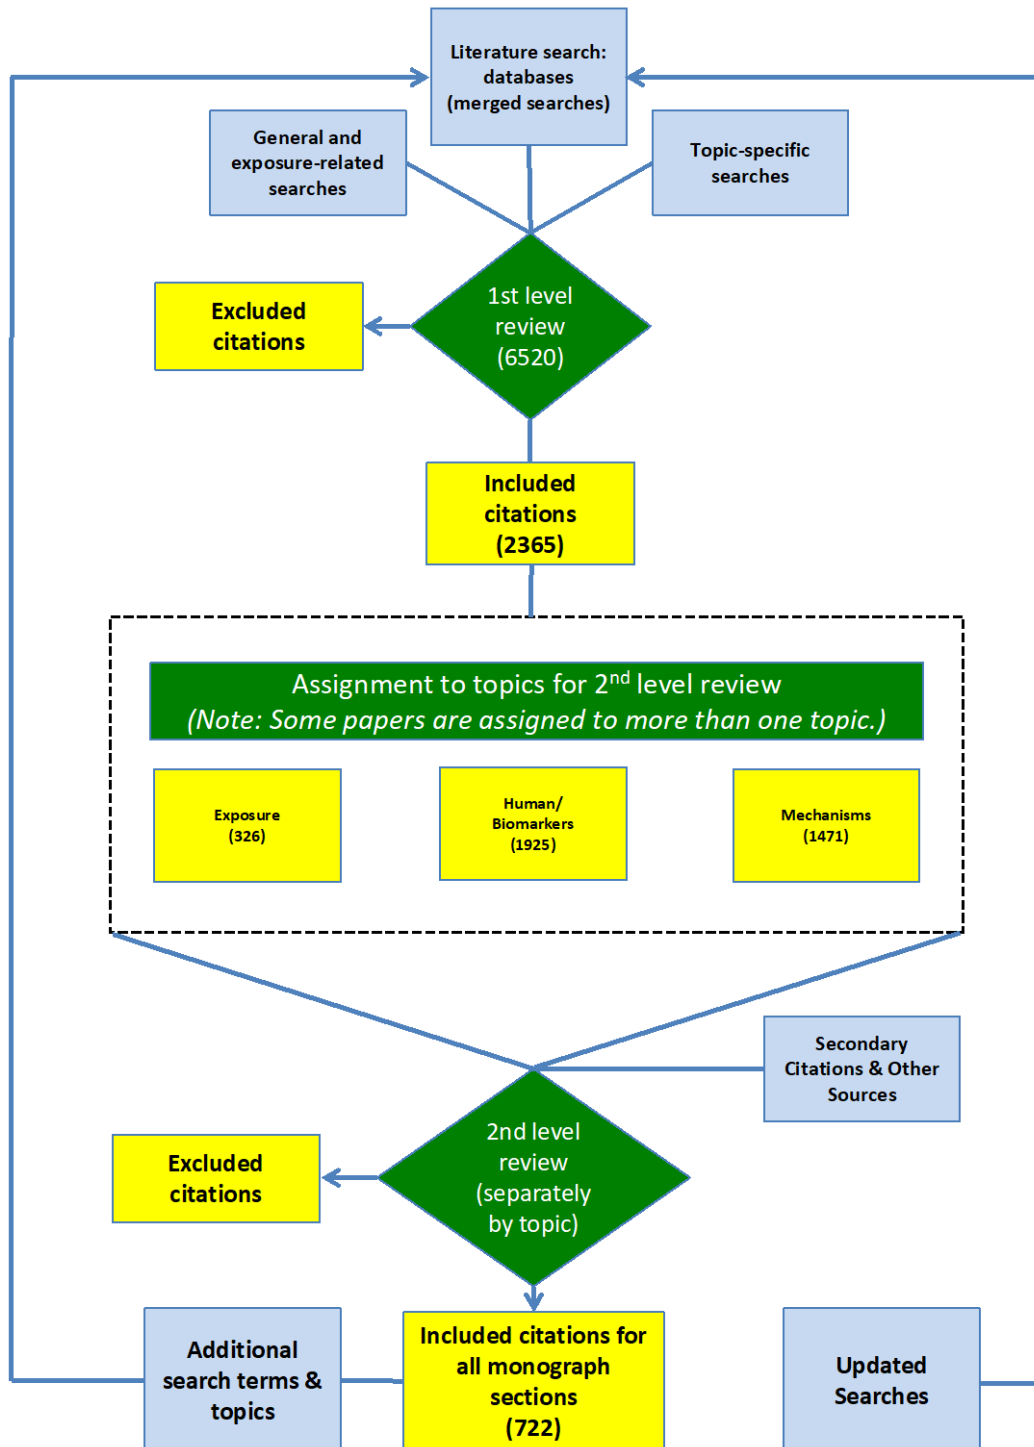 Literature search:
databases
(merged searches)
General and
exposure-related
searches
Topic-specific
searches
1st level
review
(6520)
Excluded
citations
Included
citations
(2365)
Assignment to topics for 2nd level review
(Note: Some papers are assigned to more than one topic.)
Exposure
(326)
Human/
Biomarkers
(1925)
Mechanisms
(1471)
Secondary
Citations & Other
Sources
2nd level
review
(separately
by topic)
Excluded
citations
Additional
search terms &
topics
Included citations for
all monograph
sections
(722)
Updated
Searches